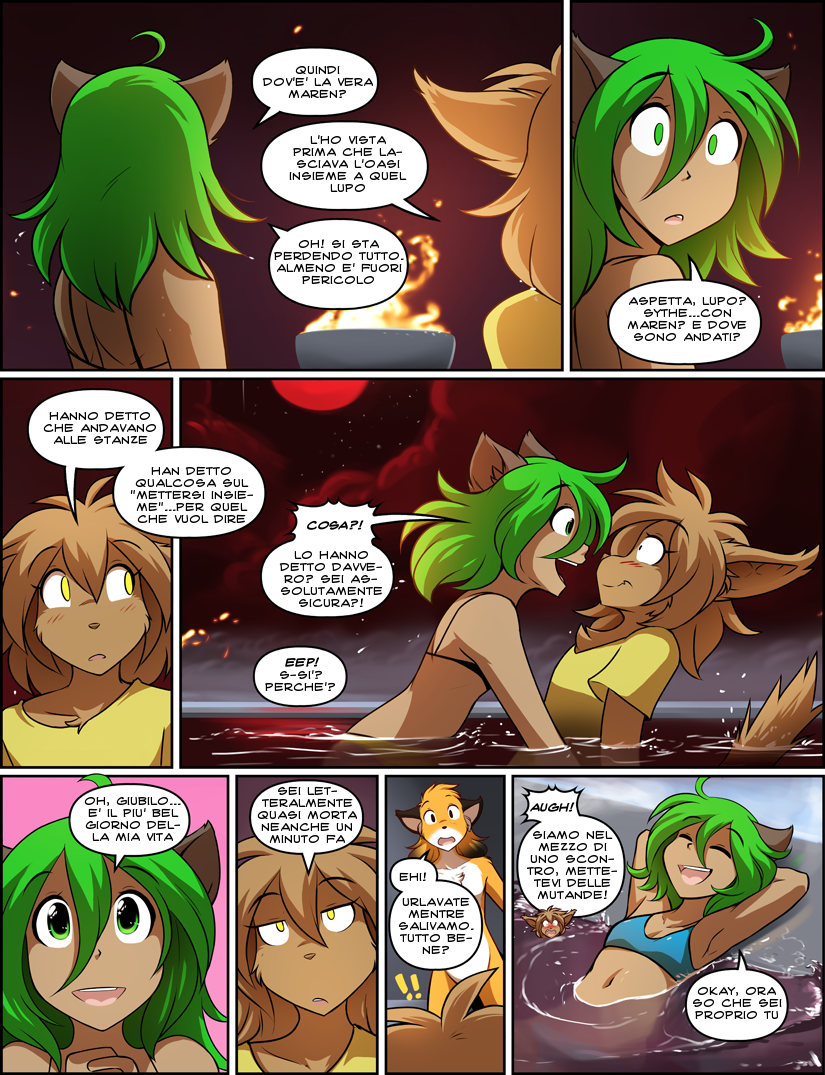 QUINDI
DOV'E' LA VERA
MAREN?
L'HO VISTA
PRIMA CHE LA-
SCIAVA L'OASI
INSIEME A QUEL
LUPO
OH! SI STA
PERDENDO TUTTO.
ALMENO E' FUORI
PERICOLO
ASPETTA, LUPO?
SYTHE...CON
MAREN? E DOVE
SONO ANDATI?
HANNO DETTO
CHE ANDAVANO
ALLE STANZE
HAN DETTO
QUALCOSA SUL
"METTERSI INSIE-
ME"...PER QUEL
CHE VUOL DIRE
COSA?!
LO HANNO
DETTO DAVVE-
RO? SEI AS-
SOLUTAMENTE
SICURA?!
EEP!
S-SI'?
PERCHE'?
OH, GIUBILO...
E' IL PIU' BEL
GIORNO DEL-
LA MIA VITA
SEI LET-
TERALMENTE
QUASI MORTA
NEANCHE UN
MINUTO FA
EHI!
URLAVATE
MENTRE
SALIVAMO.
TUTTO BE-
NE?
!!
AUGH!
SIAMO NEL
MEZZO DI
UNO SCON-
TRO, METTE-
TEVI DELLE
MUTANDE!
OKAY, ORA
SO CHE SEI
PROPRIO TU